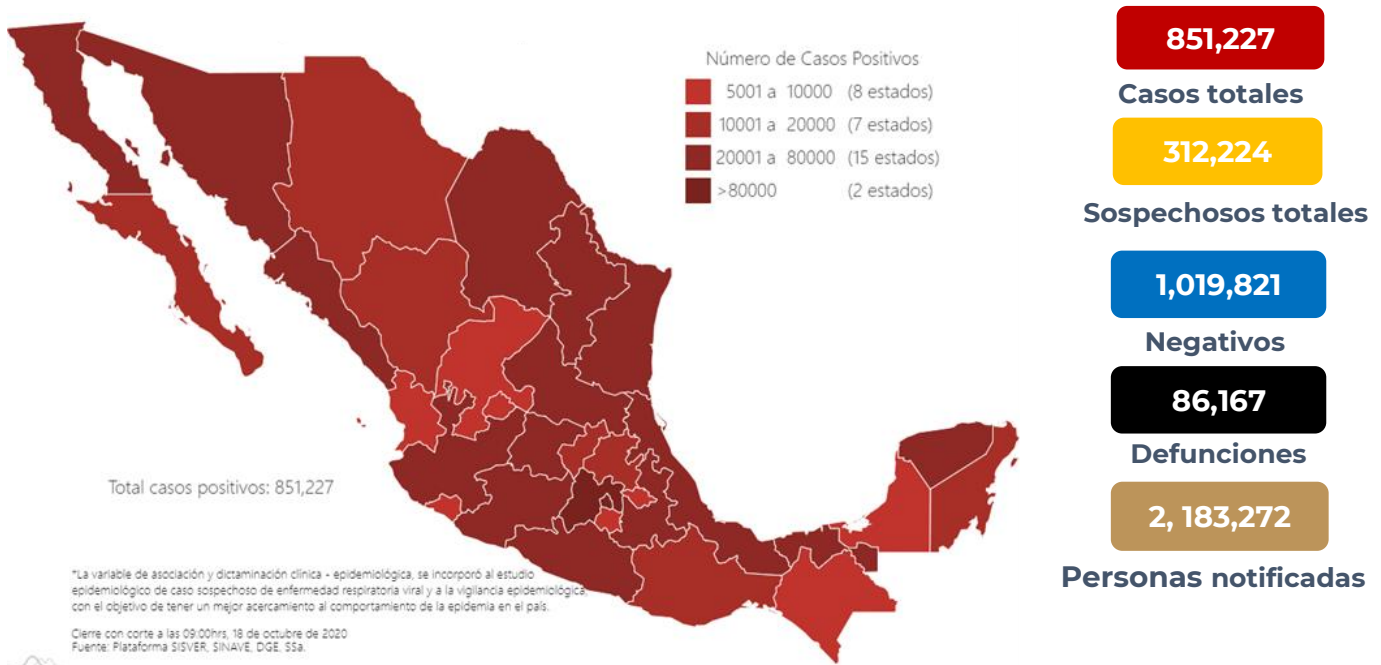 Número de Casos Positivos
5001 a 10000 (8 estados)
10001 a 20000 (7 estados)
20001 a 80000 (15 estados)
>80000 (2 estados)
Total casos positivos: 851,227
*La variable de asociación y dictaminación clínica - epidemiológica, se incorporó al estudio
epidemiológico de caso sospechoso de enfermedad respiratoria viral y a la vigilancia epidemiológica,
con el objetivo de tener un mejor acercamiento al comportamiento de la epidemia en el país.
Cierre con corte a las 09:00hrs, 18 de octubre de 2020
Fuente: Plataforma SISVER, SINAVE, DGE, SSa.
851,227
Casos totales
312,224
Sospechosos totales
1,019,821
Negativos
86,167
Defunciones
2, 183,272
Personas notificadas